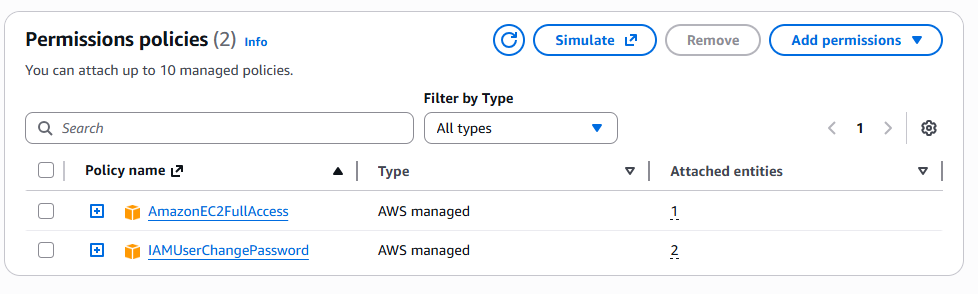 Permissions policies (2) Info
Simulate Remove Add permissions
You can attach up to 10 managed policies.
Filter by Type
Search All types 1
Policy name Type Attached entities
AmazonEC2FullAccess AWS managed 1
IAMUserChangePassword AWS managed 2